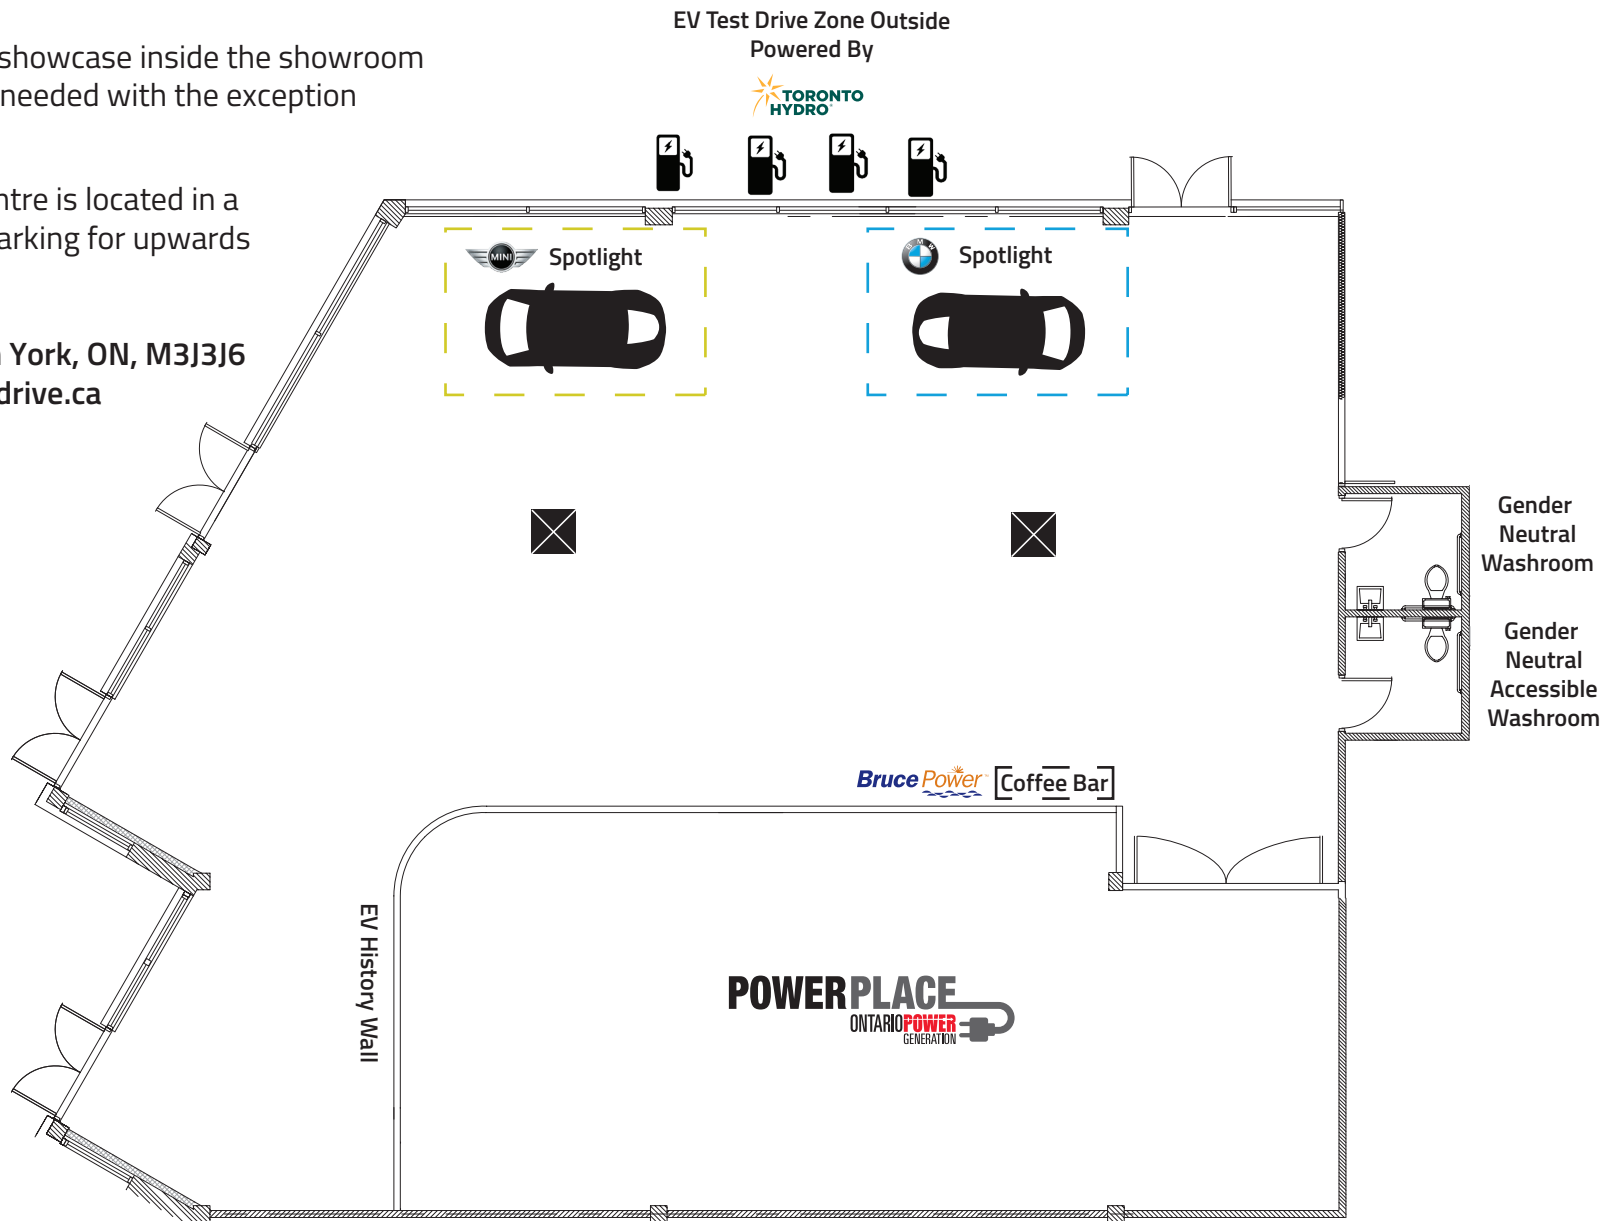 showcase inside the showroom
needed with the exception
ntre is located in a
arking for upwards
York, ON, M3J3J6
drive.ca
EV Test Drive Zone Outside
Powered By
TORONTO
HYDRO
MINI
Spotlight
BMW
Spotlight
Gender
Neutral
Washroom
Gender
Neutral
Accessible
Washroom
Bruce Power
Coffee Bar
EV History Wall
POWERPLACE
ONTARIOPOWER
GENERATION